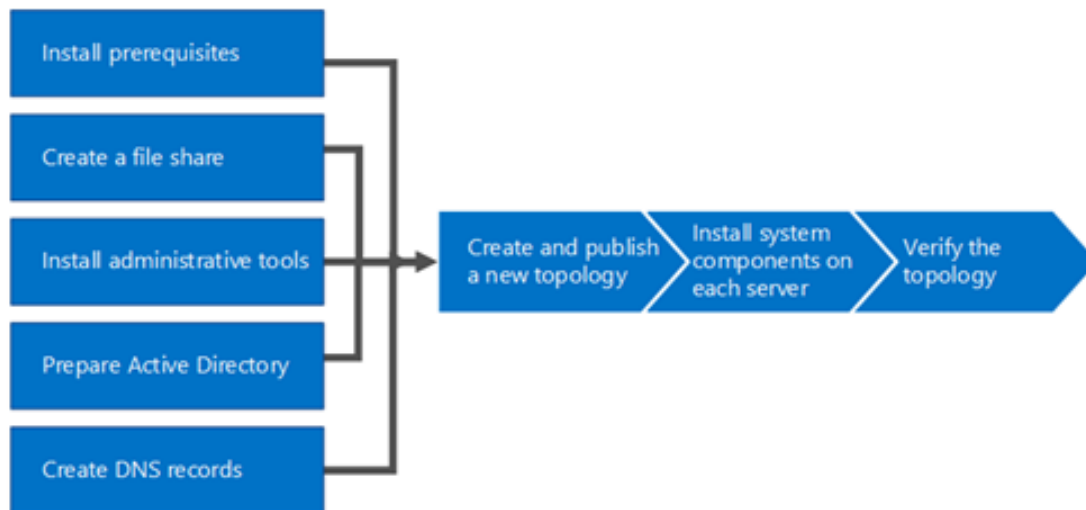 Install prerequisites
Create a file share
Install administrative tools
Prepare Active Directory
Create DNS records
Create and publish
a new topology
Install system
components on
each server
Verify the
topology